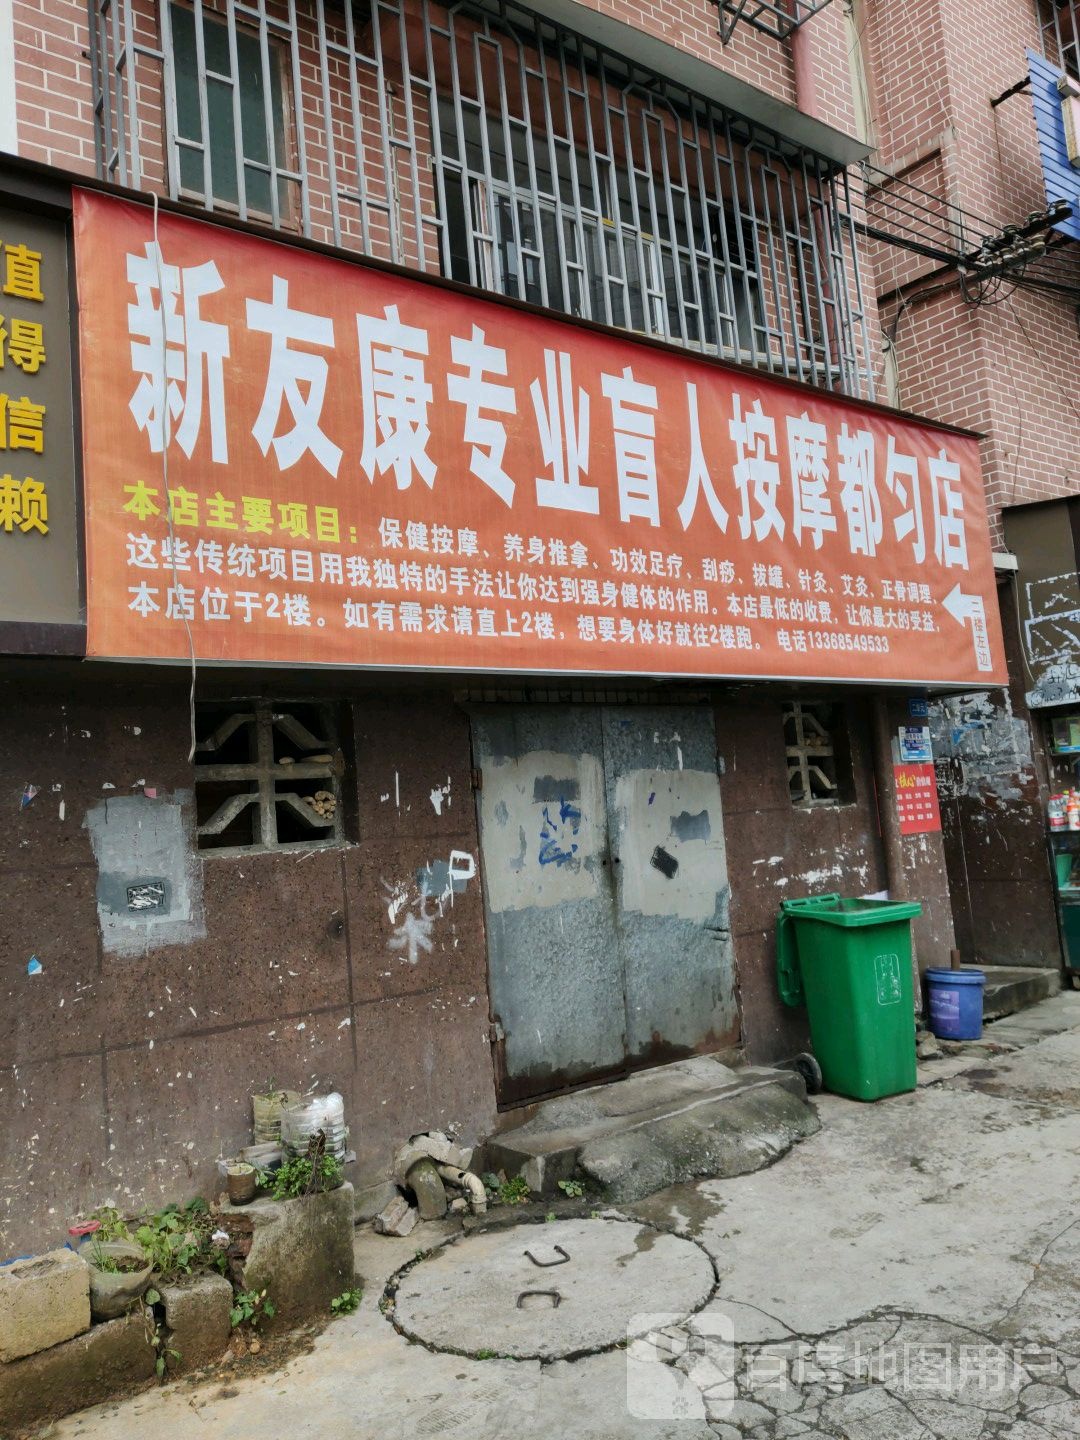 值得信赖
新友康专业盲人按摩都匀店
本店主要项目：保健按摩、养身推拿、功效足疗、刮痧、拔罐、针灸、艾灸、正骨调理、
这些传统项目用我独特的手法让你达到强身健体的作用。本店最低的收费，让你最大的受益，
本店位于2楼。如有需求请直上2楼，想要身体好就往2楼跑。 电话13368549533
二楼左边
百度地图用户